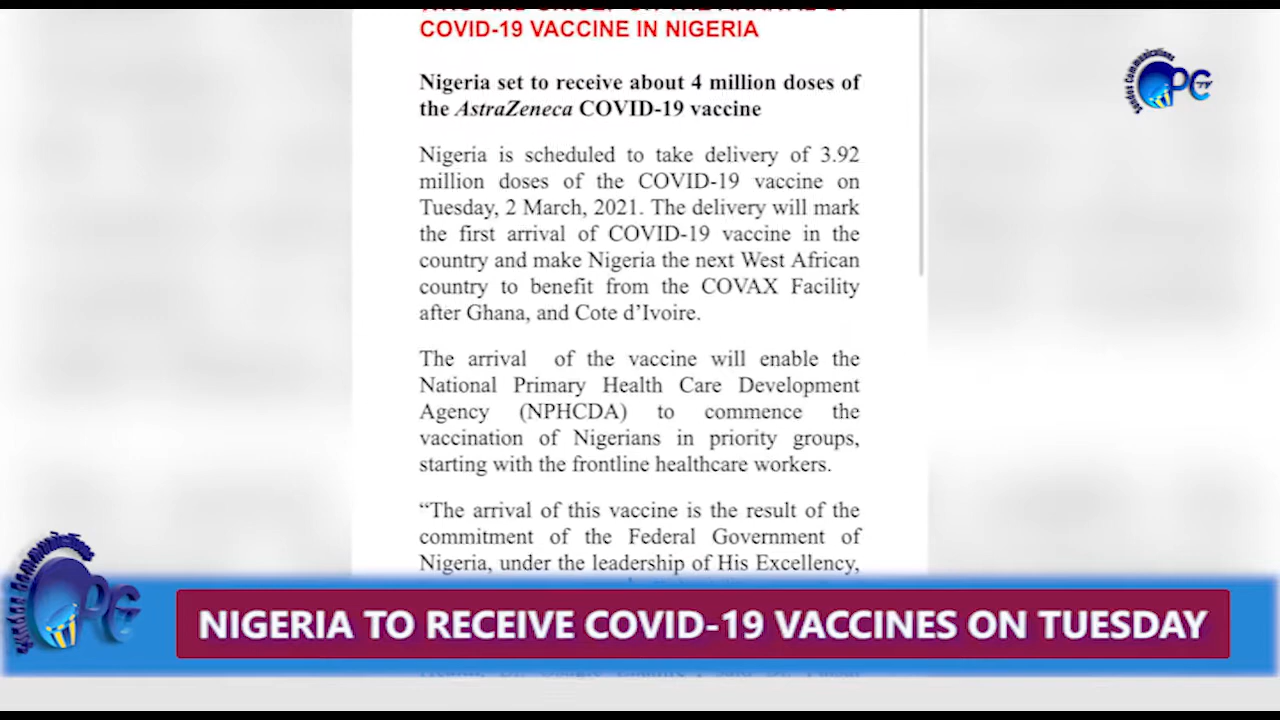 COVID-19 VACCINE IN NIGERIA
Nigeria set to receive about 4 million doses of
the AstraZeneca COVID-19 vaccine
Nigeria is scheduled to take delivery of 3.92
million doses of the COVID-19 vaccine on
Tuesday, 2 March, 2021. The delivery will mark
the first arrival of COVID-19 vaccine in the
country and make Nigeria the next West African
country to benefit from the COVAX Facility
after Ghana, and Cote d’Ivoire.
The arrival of the vaccine will enable the
National Primary Health Care Development
Agency (NPHCDA) to commence the
vaccination of Nigerians in priority groups,
starting with the frontline healthcare workers.
“The arrival of this vaccine is the result of the
commitment of the Federal Government of
Nigeria, under the leadership of His Excellency,
NIGERIA TO RECEIVE COVID-19 VACCINES ON TUESDAY